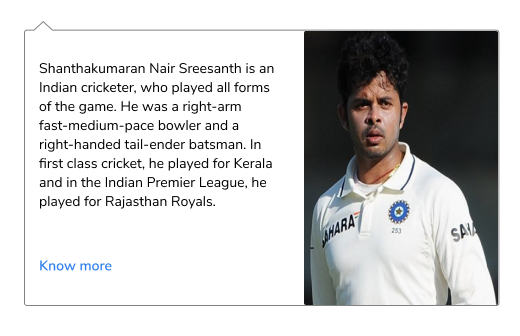 Shanthakumaran Nair Sreesanth is an
Indian cricketer, who played all forms
of the game. He was a right-arm
fast-medium-pace bowler and a
right-handed tail-ender batsman. In
first class cricket, he played for Kerala
and in the Indian Premier League, he
played for Rajasthan Royals.
Know more
SAHARA
253
SA